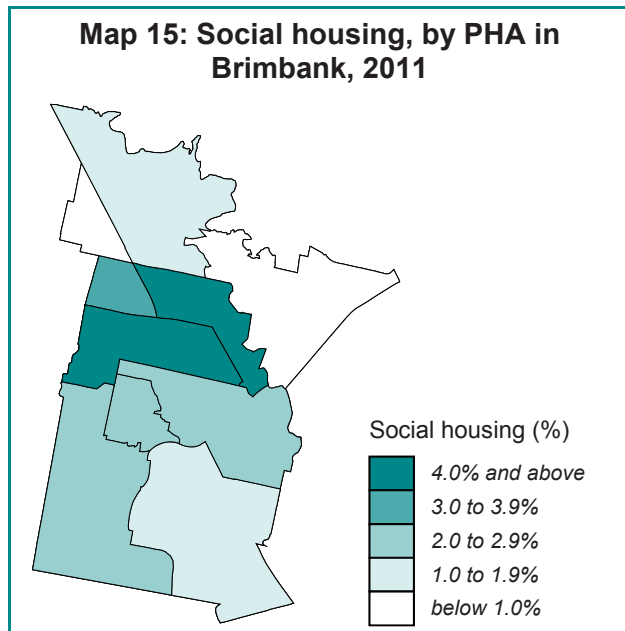 Map 15: Social housing, by PHA in
Brimbank, 2011
Social housing (%)
4.0% and above
3.0 to 3.9%
2.0 to 2.9%
1.0 to 1.9%
below 1.0%